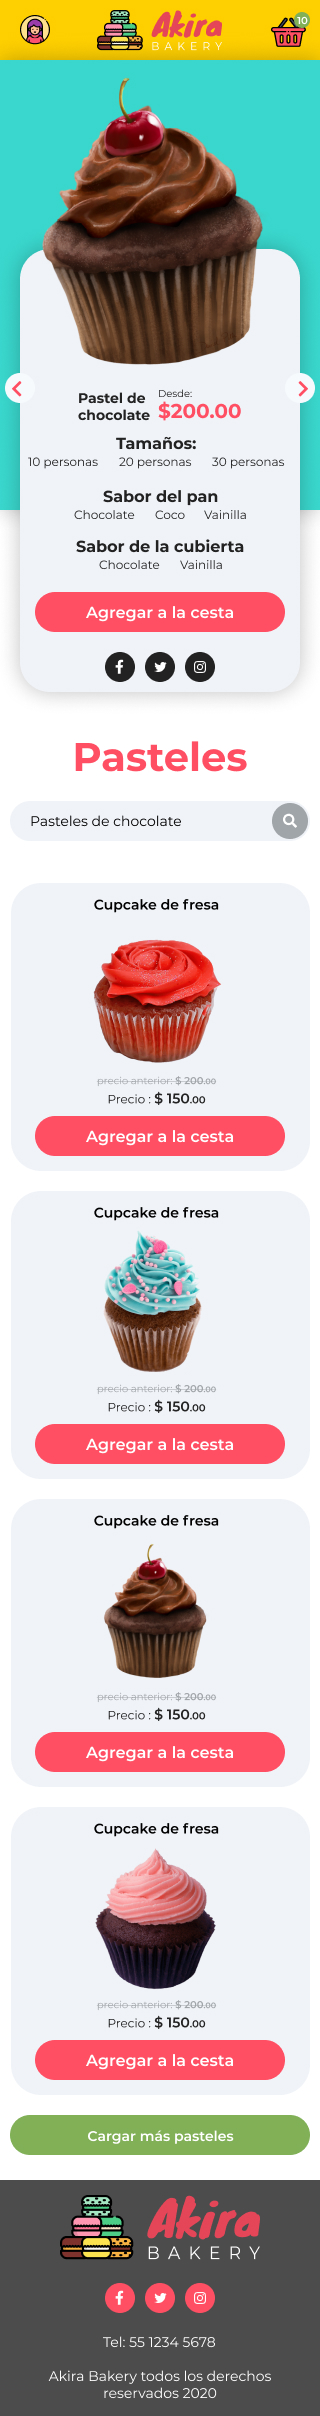 10
Akira
BAKERY
Pastel de
chocolate
Desde:
$200.00
Tamaños:
10 personas 20 personas 30 personas
Sabor del pan
Chocolate Coco Vainilla
Sabor de la cubierta
Chocolate Vainilla
Agregar a la cesta
Pasteles
Pasteles de chocolate
Cupcake de fresa
precio anterior: $ 200.00
Precio : $ 150.00
Agregar a la cesta
Cupcake de fresa
precio anterior: $ 200.00
Precio : $ 150.00
Agregar a la cesta
Cupcake de fresa
precio anterior: $ 200.00
Precio : $ 150.00
Agregar a la cesta
Cupcake de fresa
precio anterior: $ 200.00
Precio : $ 150.00
Agregar a la cesta
Cargar más pasteles
Akira
BAKERY
Tel: 55 1234 5678
Akira Bakery todos los derechos
reservados 2020